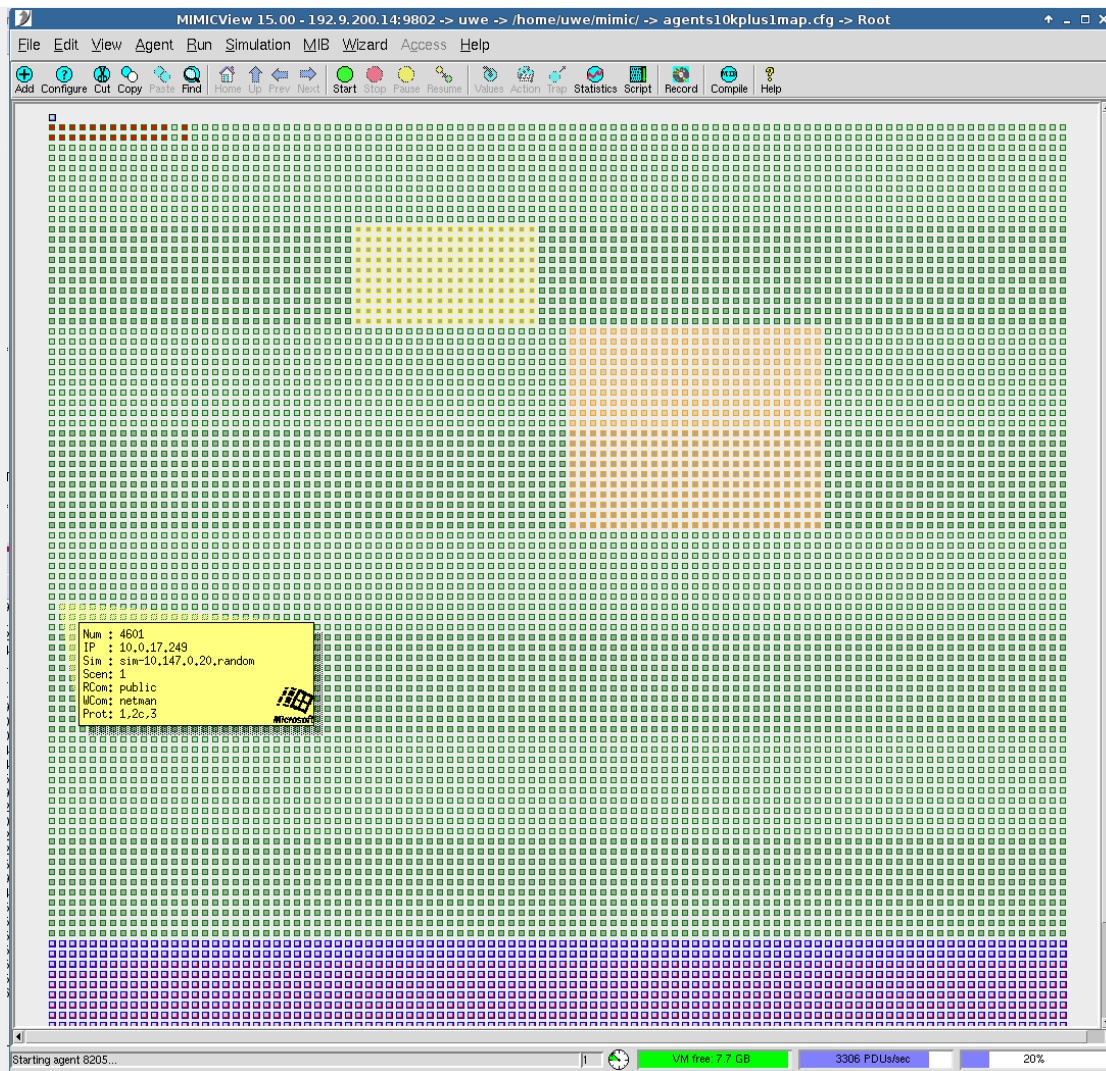 MIMICView 15.00 - 192.9.200.14:9802 -> uwe -> /home/uwe/mimic/ -> agents10kplus1map.cfg -> Root
File Edit View Agent Run Simulation MIB Wizard Access Help
Add Configure Cut Copy Paste Find Home Up Prev Next Start Stop Pause Resume Values Action Trap Statistics Script Record Compile Help
Num : 4601
IP : 10.0.17.249
Sim : sim-10.147.0.20.random
Scen: 1
RCom: public
WCom: netman
Prot: 1,2c,3
Microsoft
Starting agent 8205... 1 VM free: 7.7 GB 3306 PDUs/sec 20%